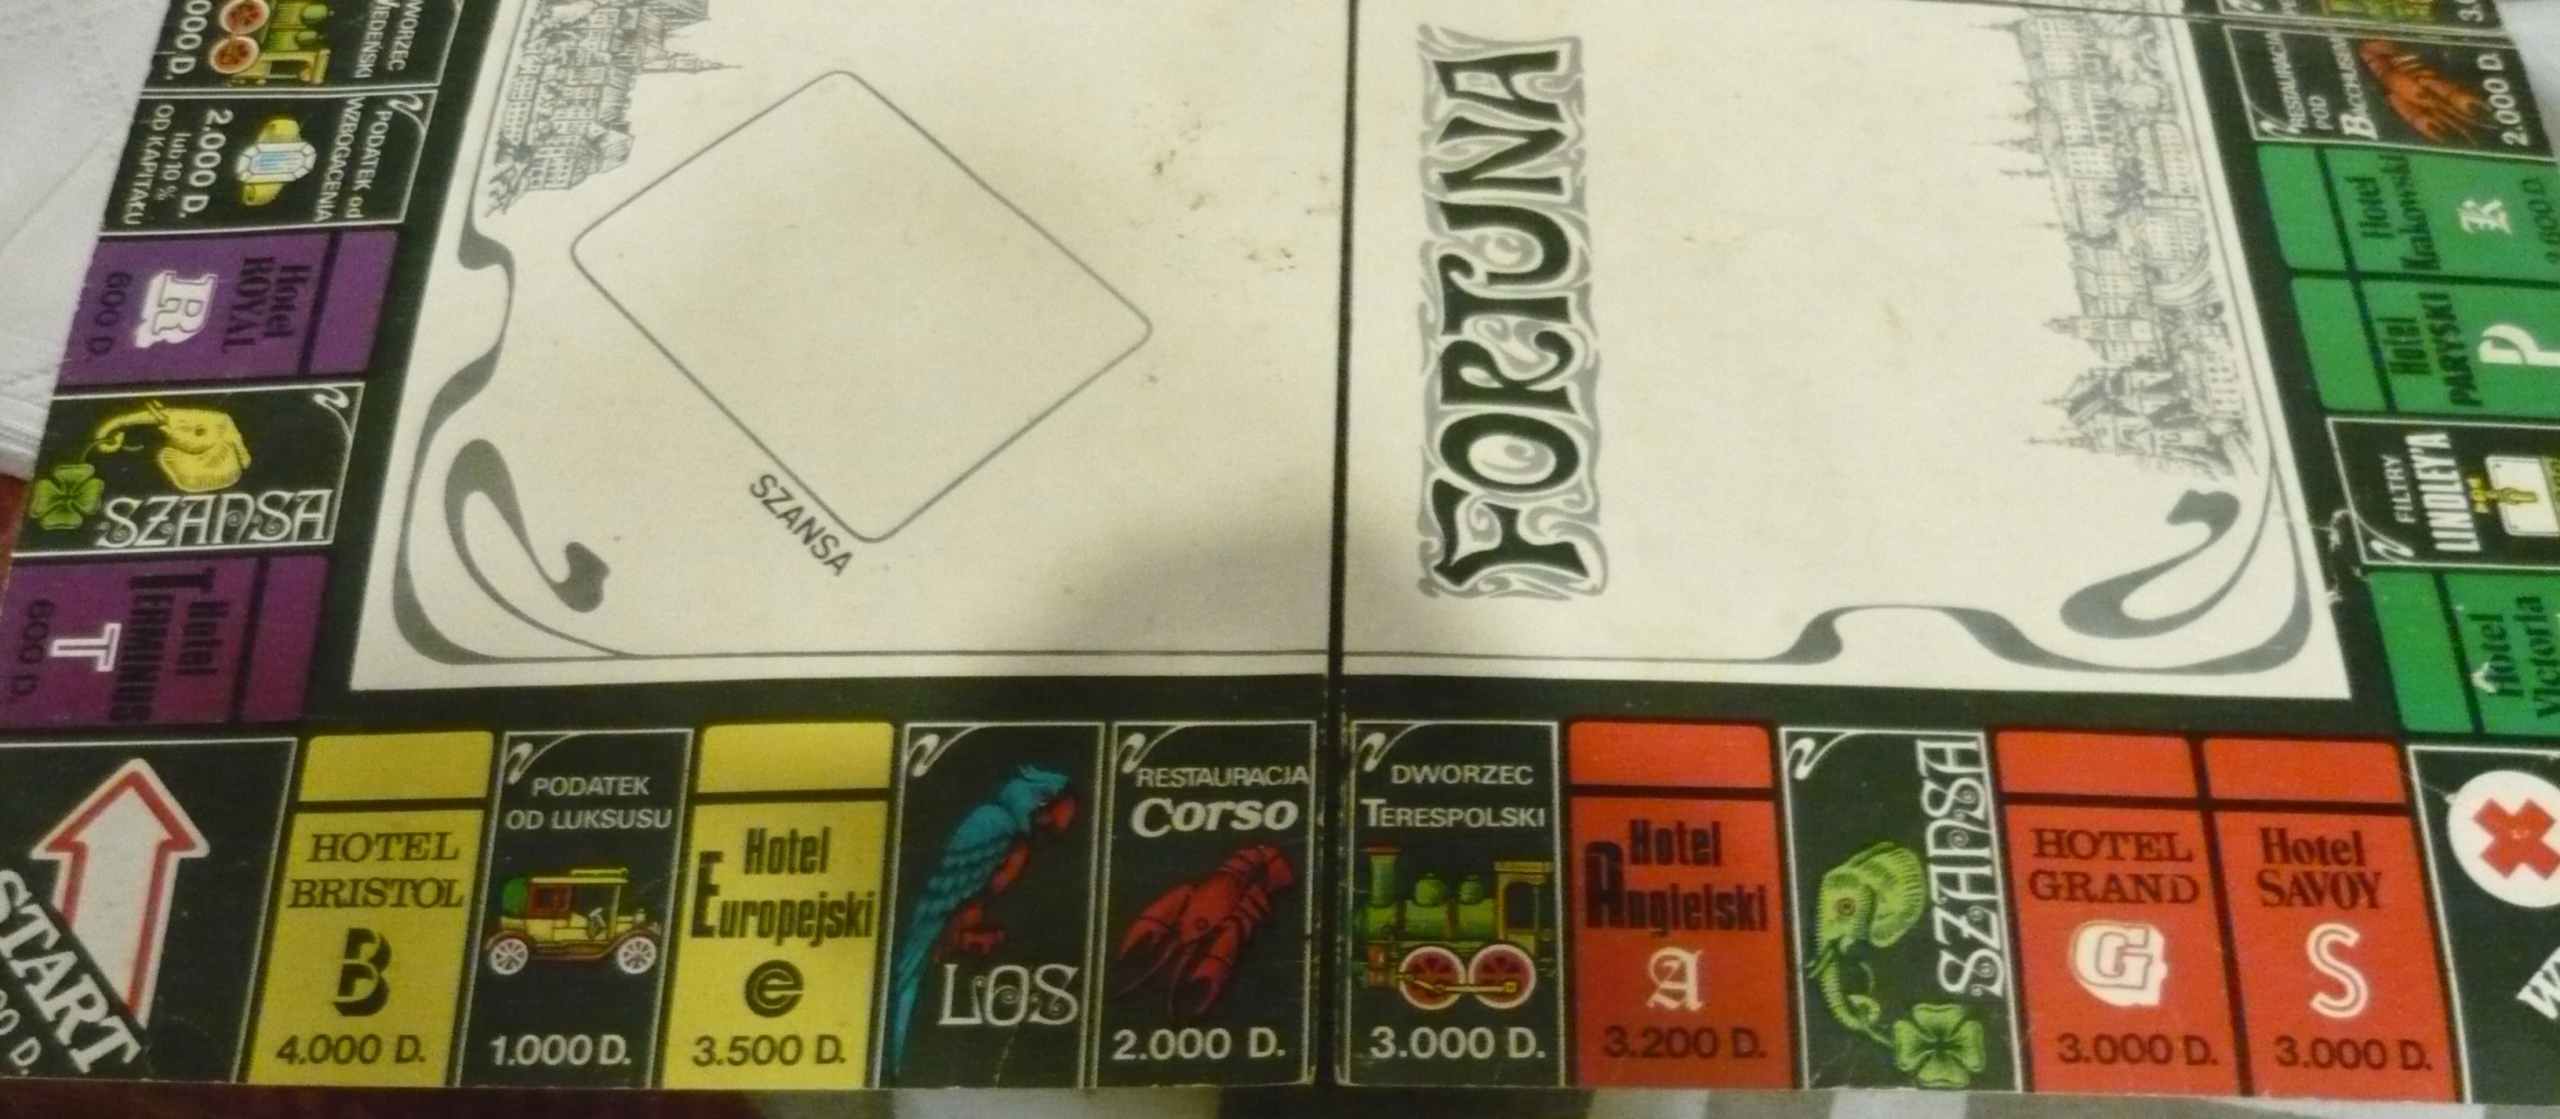 DWORZEC
WIEDEŃSKI
PODATEK od
WZBOGACENIA
2.000 D.
lub 10 %
OD KAPITAŁU
Hotel
ROYAL
R
600 D.
SZANSA
Hotel
TERMINUS
T
600 D.
START
SZANSA
FORTUNA
RESTAURACJA
POD
BACCHUSEM
2.000 D.
Hotel
Krakowski
K
Hotel
PARYSKI
P
FILTRY
LINDLEY'A
Hotel
Victoria
HOTEL
BRISTOL
B
4.000 D.
PODATEK
OD LUKSUSU
1.000 D.
Hotel
Europejski
e
3.500 D.
LOS
RESTAURACJA
Corso
2.000 D.
DWORZEC
TERESPOLSKI
3.000 D.
Hotel
Angielski
A
3.200 D.
SZANSA
HOTEL
GRAND
G
3.000 D.
Hotel
SAVOY
S
3.000 D.